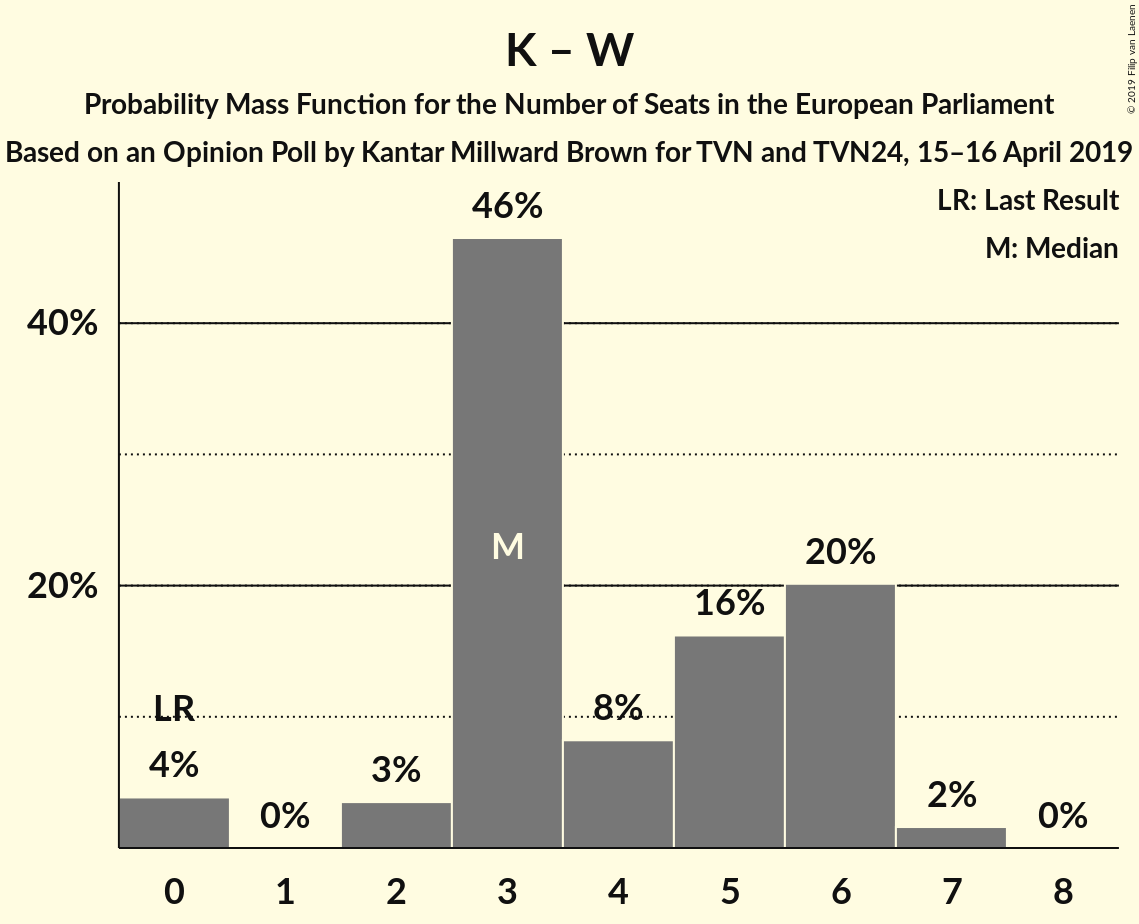 K – W
Probability Mass Function for the Number of Seats in the European Parliament
Based on an Opinion Poll by Kantar Millward Brown for TVN and TVN24, 15–16 April 2019
© 2019 Filip van Laenen
LR: Last Result
M: Median
46%
40%
M
20%
20%
16%
LR
8%
4%
0%
3%
2%
0%
0 1 2 3 4 5 6 7 8